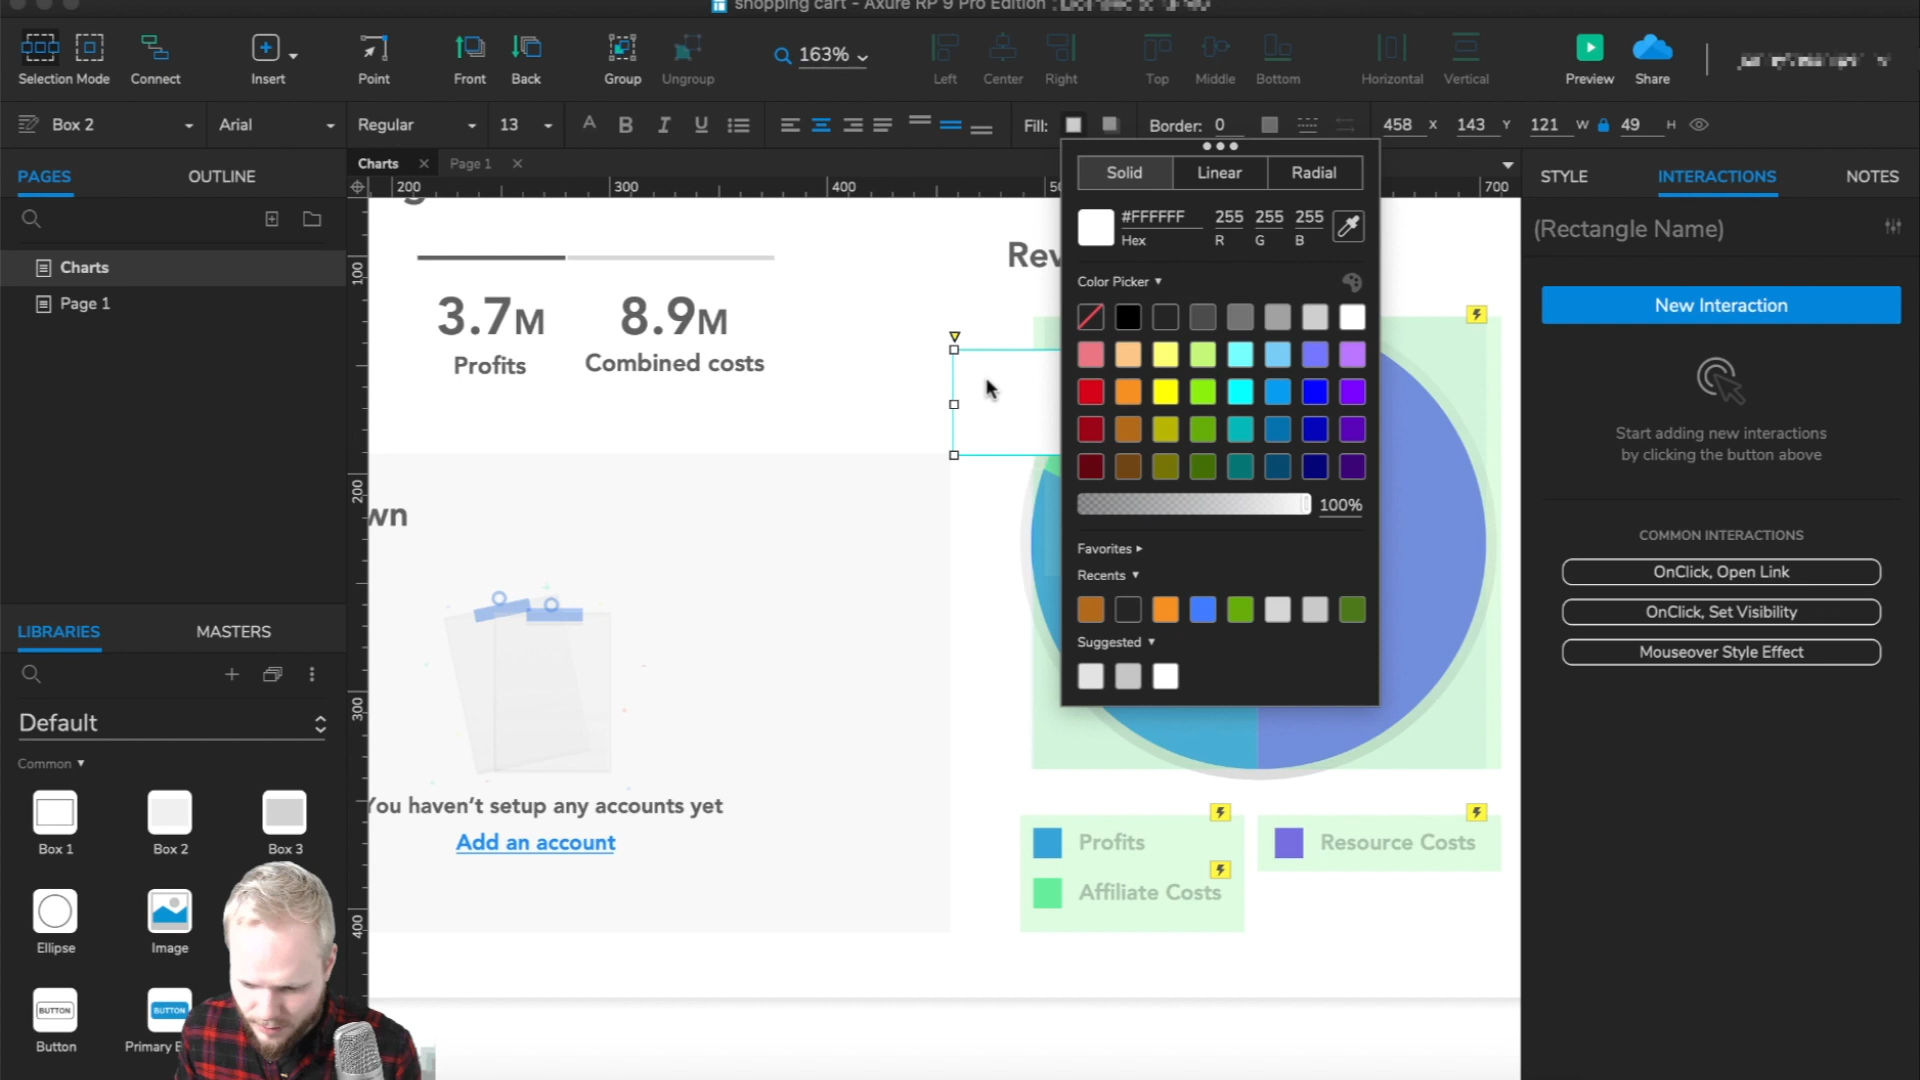 shopping cart - Axure RP 9 Pro Edition :
Selection Mode
Connect
Insert
Point
Front
Back
Group
Ungroup
163%
Left
Center
Right
Top
Middle
Bottom
Horizontal
Vertical
Preview
Share
Box 2
Arial
Regular
13
A B I U
Fill:
Border: 0
458 X 143 Y 121 W 49 H
PAGES
OUTLINE
Charts
Page 1
Charts
Page 1
200
300
400
700
100
200
300
400
3.7M
Profits
8.9M
Combined costs
Rev
wn
You haven't setup any accounts yet
Add an account
Solid
Linear
Radial
#FFFFFF 255 255 255
Hex R G B
Color Picker
100%
Favorites
Recents
Suggested
Profits
Affiliate Costs
Resource Costs
STYLE
INTERACTIONS
NOTES
(Rectangle Name)
New Interaction
Start adding new interactions
by clicking the button above
COMMON INTERACTIONS
OnClick, Open Link
OnClick, Set Visibility
Mouseover Style Effect
LIBRARIES
MASTERS
Default
Common
Box 1
Box 2
Box 3
Ellipse
Image
BUTTON
Button
BUTTON
Primary